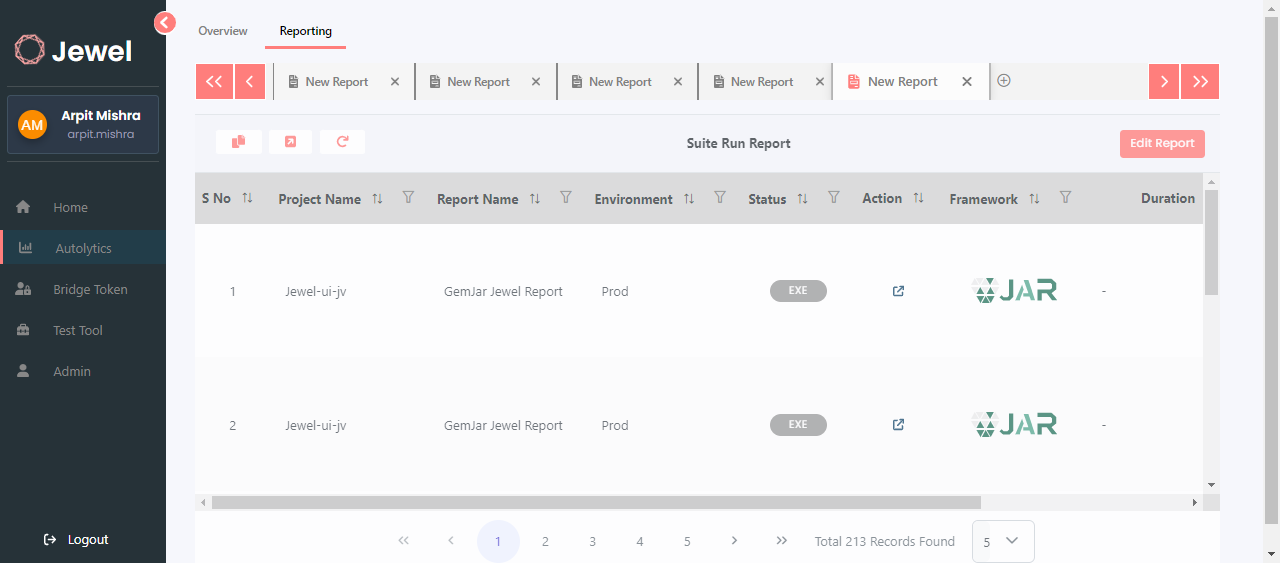 Jewel
AM
Arpit Mishra
arpit.mishra
Home
Autolytics
Bridge Token
Test Tool
Admin
Logout
Overview Reporting
New Report New Report New Report New Report New Report
Suite Run Report
Edit Report
S No Project Name Report Name Environment Status Action Framework Duration
1 Jewel-ui-jv GemJar Jewel Report Prod EXE JAR -
2 Jewel-ui-jv GemJar Jewel Report Prod EXE JAR -
1 2 3 4 5 Total 213 Records Found 5